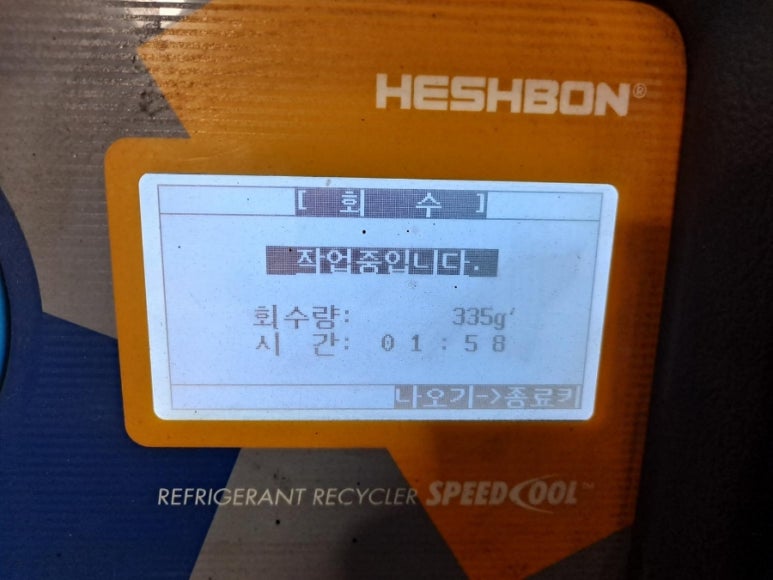 HESHBON®
[ 회 수 ]
작업중입니다.
회수량: 335g
시 간: 01:58
나오기->종료키
REFRIGERANT RECYCLER SPEEDCOOL™